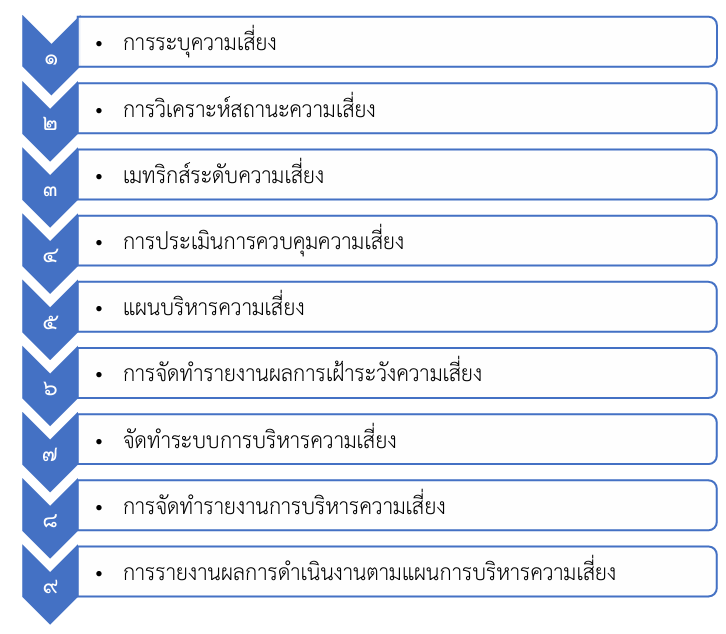 ๑
• การระบุความเสี่ยง
๒
• การวิเคราะห์สถานะความเสี่ยง
๓
• เมทริกส์ระดับความเสี่ยง
๔
• การประเมินการควบคุมความเสี่ยง
๕
• แผนบริหารความเสี่ยง
๖
• การจัดทำรายงานผลการเฝ้าระวังความเสี่ยง
๗
• จัดทำระบบการบริหารความเสี่ยง
๘
• การจัดทำรายงานการบริหารความเสี่ยง
๙
• การรายงานผลการดำเนินงานตามแผนการบริหารความเสี่ยง